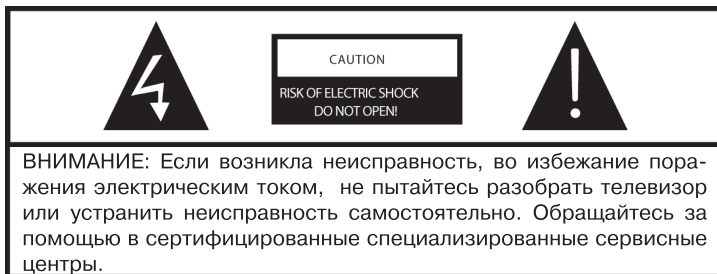 CAUTION
RISK OF ELECTRIC SHOCK
DO NOT OPEN!
ВНИМАНИЕ: Если возникла неисправность, во избежание пора-
жения электрическим током, не пытайтесь разобрать телевизор
или устранить неисправность самостоятельно. Обращайтесь за
помощью в сертифицированные специализированные сервисные
центры.